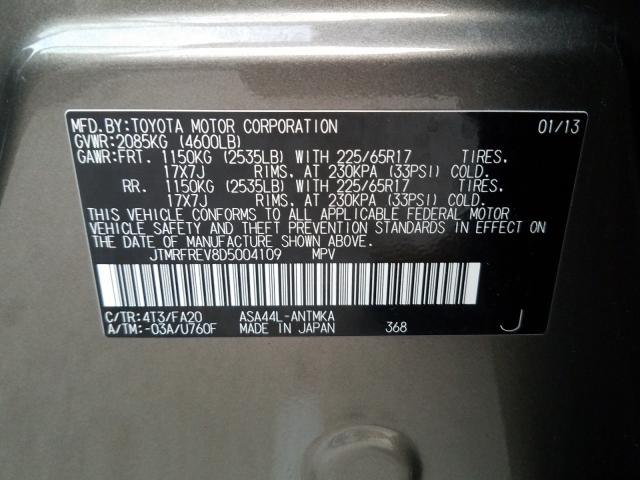 MFD.BY:TOYOTA MOTOR CORPORATION 01/13
GVWR:2085KG (4600LB)
GAWR:FRT. 1150KG (2535LB) WITH 225/65R17 TIRES.
17X7J RIMS. AT 230KPA (33PSI) COLD.
RR. 1150KG (2535LB) WITH 225/65R17 TIRES.
17X7J RIMS. AT 230KPA (33PSI) COLD.
THIS VEHICLE CONFORMS TO ALL APPLICABLE FEDERAL MOTOR
VEHICLE SAFETY AND THEFT PREVENTION STANDARDS IN EFFECT
ON THE DATE OF MANUFACTURE SHOWN ABOVE.
JTMRFREV8D5004109 MPV
C/TR:4T3/FA20 ASA44L-ANTMKA
A/TM:-03A/U760F MADE IN JAPAN 368 J